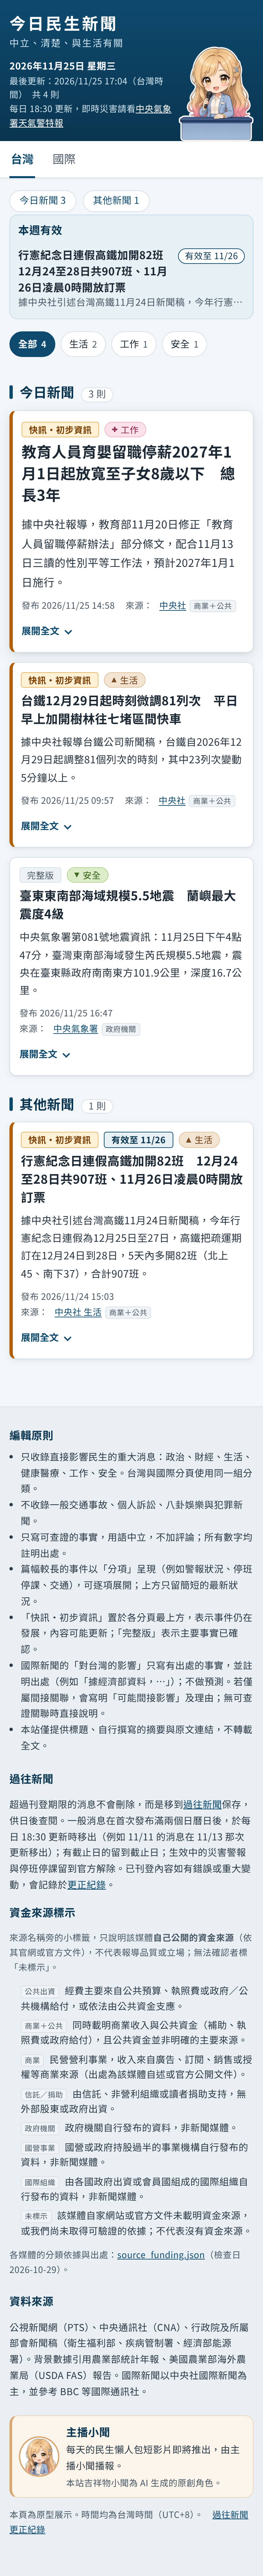 今日民生新聞
中立、清楚、與生活有關
2026年11月25日 星期三
最後更新：2026/11/25 17:04（台灣時
間） 共 4 則
每日 18:30 更新，即時災害請看中央氣象
署天氣警特報
台灣 國際
今日新聞 3 其他新聞 1
本週有效
行憲紀念日連假高鐵加開82班
12月24至28日共907班、11月
26日凌晨0時開放訂票
有效至 11/26
據中央社引述台灣高鐵11月24日新聞稿，今年行憲…
全部 4 生活 2 工作 1 安全 1
今日新聞 3 則
快訊・初步資訊 ✚ 工作
教育人員育嬰留職停薪2027年1
月1日起放寬至子女8歲以下 總
長3年
據中央社報導，教育部11月20日修正「教育
人員留職停薪辦法」部分條文，配合11月13
日三讀的性別平等工作法，預計2027年1月1
日施行。
發布 2026/11/25 14:58 來源： 中央社 商業＋公共
展開全文
快訊・初步資訊 ▲ 生活
台鐵12月29日起時刻微調81列次 平日
早上加開樹林往七堵區間快車
據中央社報導台鐵公司新聞稿，台鐵自2026年12
月29日起調整81個列次的時刻，其中23列次變動
5分鐘以上。
發布 2026/11/25 09:57 來源： 中央社 商業＋公共
展開全文
完整版 ▼ 安全
臺東東南部海域規模5.5地震 蘭嶼最大
震度4級
中央氣象署第081號地震資訊：11月25日下午4點
47分，臺灣東南部海域發生芮氏規模5.5地震，震
央在臺東縣政府南南東方101.9公里，深度16.7公
里。
發布 2026/11/25 16:47
來源： 中央氣象署 政府機關
展開全文
其他新聞 1 則
快訊・初步資訊 有效至 11/26 ▲ 生活
行憲紀念日連假高鐵加開82班 12月24
至28日共907班、11月26日凌晨0時開放
訂票
據中央社引述台灣高鐵11月24日新聞稿，今年行
憲紀念日連假為12月25日至27日，高鐵把疏運期
訂在12月24日到28日，5天內多開82班（北上
45、南下37），合計907班。
發布 2026/11/24 15:03
來源： 中央社 生活 商業＋公共
展開全文
編輯原則
• 只收錄直接影響民生的重大消息：政治、財經、生活、
健康醫療、工作、安全。台灣與國際分頁使用同一組分
類。
• 不收錄一般交通事故、個人訴訟、八卦娛樂與犯罪新
聞。
• 只寫可查證的事實，用語中立，不加評論；所有數字均
註明出處。
• 篇幅較長的事件以「分項」呈現（例如警報狀況、停班
停課、交通），可逐項展開；上方只留簡短的最新狀
況。
• 「快訊・初步資訊」置於各分頁最上方，表示事件仍在
發展，內容可能更新；「完整版」表示主要事實已確
認。
• 國際新聞的「對台灣的影響」只寫有出處的事實，並註
明出處（例如「據經濟部資料，…」）；不做預測。若僅
屬間接關聯，會寫明「可能間接影響」及理由；無可查
證關聯時直接說明。
• 本站僅提供標題、自行撰寫的摘要與原文連結，不轉載
全文。
過往新聞
超過刊登期限的消息不會刪除，而是移到過往新聞保存，
供日後查閱。一般消息在首次發布滿兩個日曆日後，於每
日 18:30 更新時移出（例如 11/11 的消息在 11/13 那次
更新移出）；有截止日的留到截止日；生效中的災害警報
與停班停課留到官方解除。已刊登內容如有錯誤或重大變
動，會記錄於更正紀錄。
資金來源標示
來源名稱旁的小標籤，只說明該媒體自己公開的資金來源（依
其官網或官方文件），不代表報導品質或立場；無法確認者標
「未標示」。
公共出資 經費主要來自公共預算、執照費或政府／公
共機構給付，或依法由公共資金支應。
商業＋公共 同時載明商業收入與公共資金（補助、執
照費或政府給付），且公共資金並非明確的主要來源。
商業 民營營利事業，收入來自廣告、訂閱、銷售或授
權等商業來源（出處為該媒體自述或官方公開文件）。
信託／捐助 由信託、非營利組織或讀者捐助支持，無
外部股東或政府出資。
政府機關 政府機關自行發布的資料，非新聞媒體。
國營事業 國營或政府持股過半的事業機構自行發布的
資料，非新聞媒體。
國際組織 由各國政府出資或會員國組成的國際組織自
行發布的資料，非新聞媒體。
未標示 該媒體自家網站或官方文件未載明資金來源，
或我們尚未取得可驗證的依據；不代表沒有資金來源。
各媒體的分類依據與出處：source_funding.json（檢查日
2026-10-29）。
資料來源
公視新聞網（PTS）、中央通訊社（CNA）、行政院及所屬
部會新聞稿（衛生福利部、疾病管制署、經濟部能源
署）。背景數據引用農業部統計年報、美國農業部海外農
業局（USDA FAS）報告。國際新聞以中央社國際新聞為
主，並參考 BBC 等國際通訊社。
主播小聞
每天的民生懶人包短影片即將推出，由主
播小聞播報。
本站吉祥物小聞為 AI 生成的原創角色。
本頁為原型展示。時間均為台灣時間（UTC+8）。 過往新聞
更正紀錄